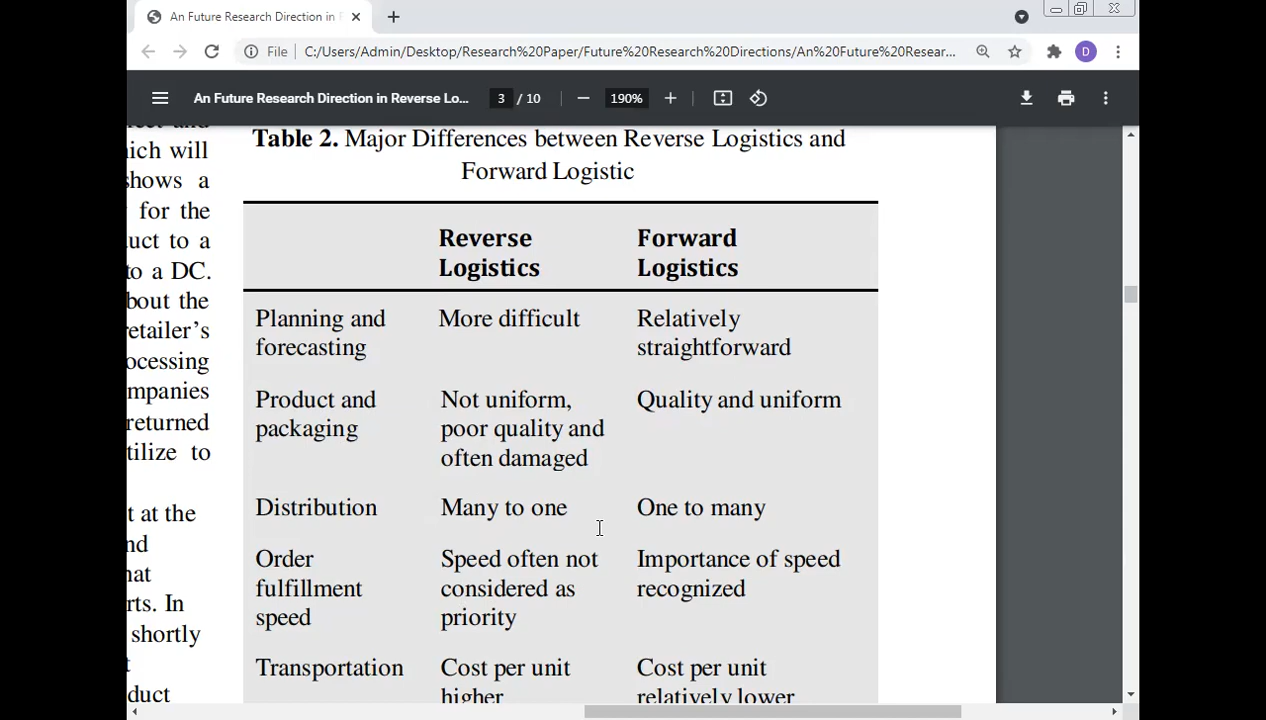 An Future Research Direction in
File C:/Users/Admin/Desktop/Research%20Paper/Future%20Research%20Directions/An%20Future%20Resear... D
An Future Research Direction in Reverse Lo... 3 / 10 190%
Table 2. Major Differences between Reverse Logistics and
Forward Logistic
hich will
shows a
for the
uct to a
to a DC.
bout the
retailer’s
ocessing
mpanies
returned
tilize to
t at the
nd
hat
rts. In
shortly
t
duct
Reverse Logistics Forward Logistics
Planning and forecasting More difficult Relatively straightforward
Product and packaging Not uniform, poor quality and often damaged Quality and uniform
Distribution Many to one One to many
Order fulfillment speed Speed often not considered as priority Importance of speed recognized
Transportation Cost per unit higher Cost per unit relatively lower